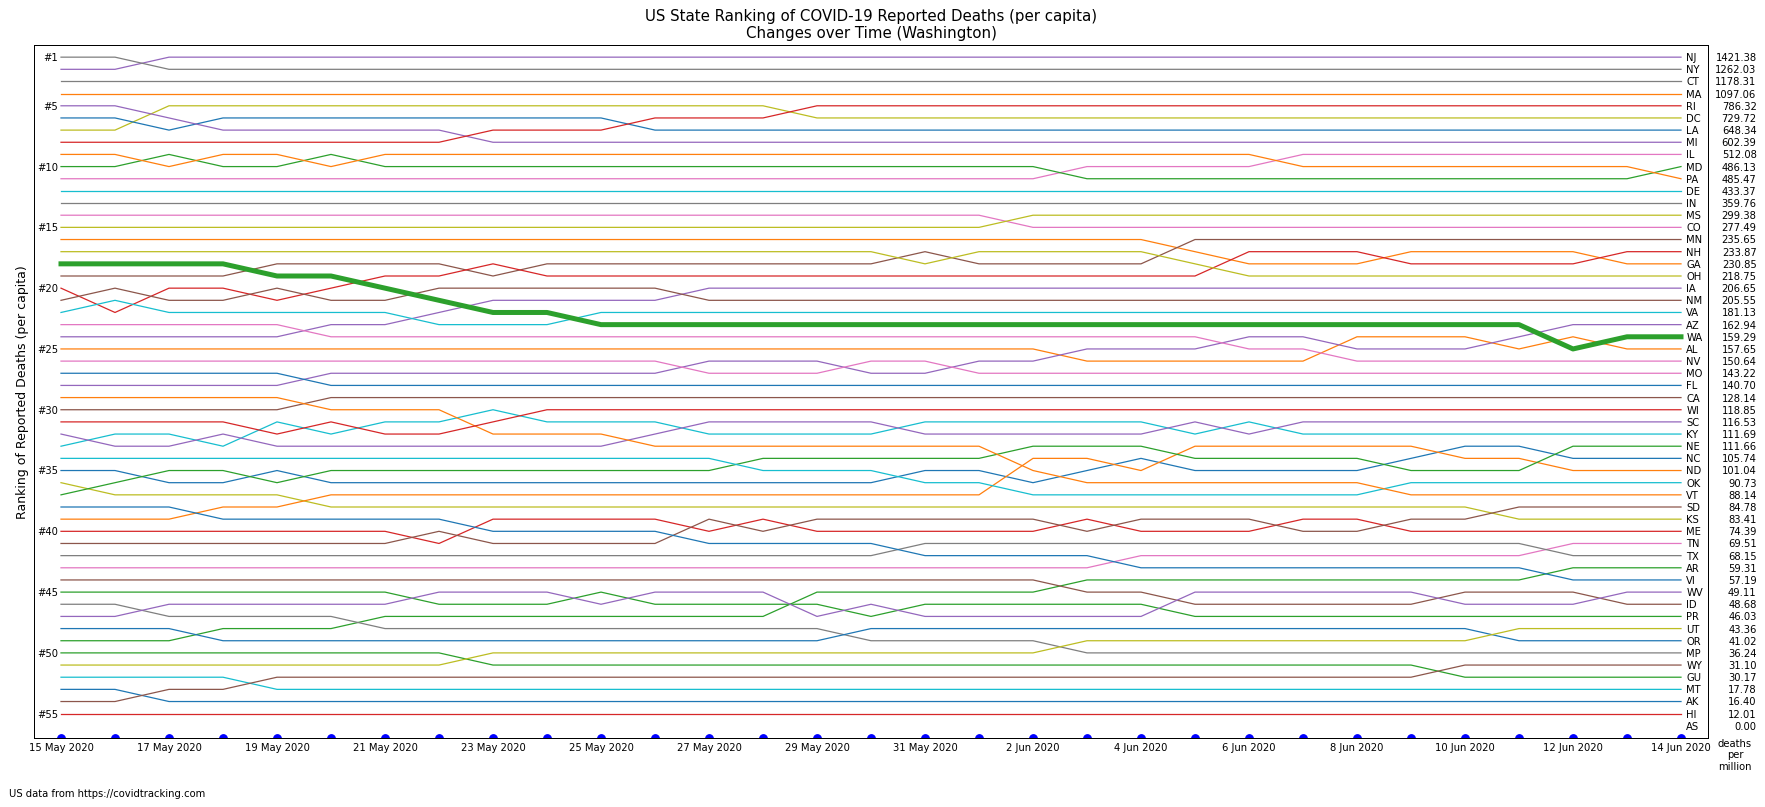 US State Ranking of COVID-19 Reported Deaths (per capita)
Changes over Time (Washington)
Ranking of Reported Deaths (per capita)
#1 NJ 1421.38
NY 1262.03
CT 1178.31
MA 1097.06
#5 RI 786.32
DC 729.72
LA 648.34
MI 602.39
IL 512.08
#10 MD 486.13
PA 485.47
DE 433.37
IN 359.76
MS 299.38
#15 CO 277.49
MN 235.65
NH 233.87
GA 230.85
OH 218.75
#20 IA 206.65
NM 205.55
VA 181.13
AZ 162.94
WA 159.29
#25 AL 157.65
NV 150.64
MO 143.22
FL 140.70
CA 128.14
#30 WI 118.85
SC 116.53
KY 111.69
NE 111.66
NC 105.74
#35 ND 101.04
OK 90.73
VT 88.14
SD 84.78
KS 83.41
#40 ME 74.39
TN 69.51
TX 68.15
AR 59.31
VI 57.19
#45 WV 49.11
ID 48.68
PR 46.03
UT 43.36
OR 41.02
#50 MP 36.24
WY 31.10
GU 30.17
MT 17.78
AK 16.40
#55 HI 12.01
AS 0.00
15 May 2020 17 May 2020 19 May 2020 21 May 2020 23 May 2020 25 May 2020 27 May 2020 29 May 2020 31 May 2020 2 Jun 2020 4 Jun 2020 6 Jun 2020 8 Jun 2020 10 Jun 2020 12 Jun 2020 14 Jun 2020
deaths
per
million
US data from https://covidtracking.com